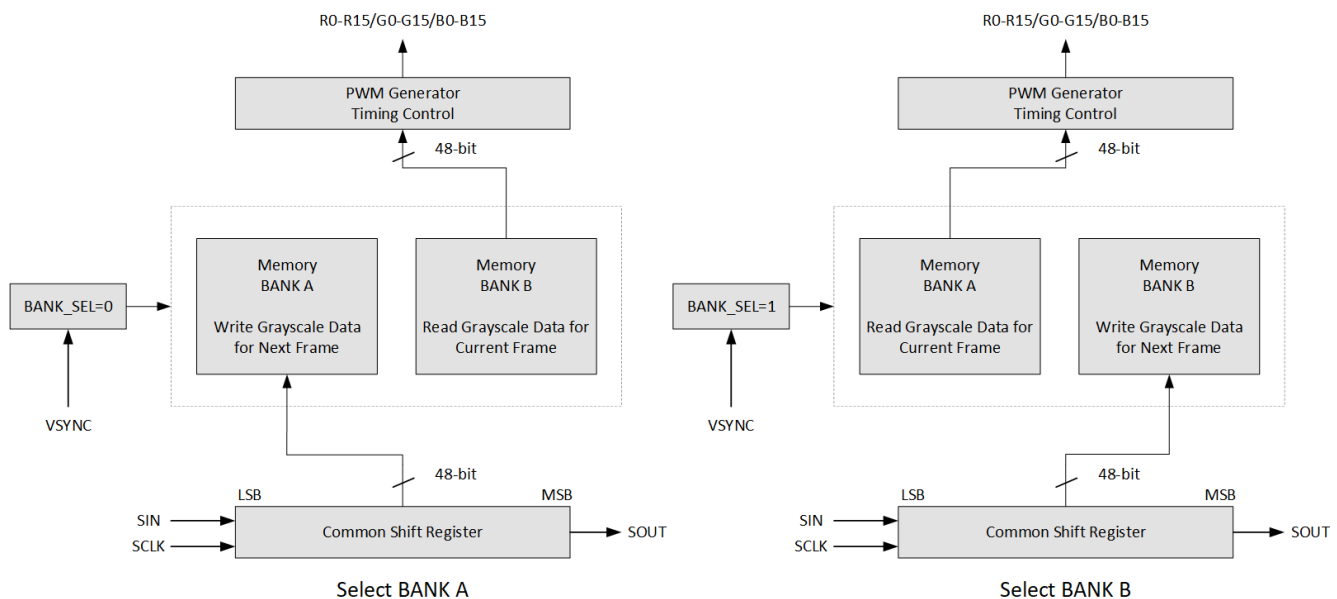 R0-R15/G0-G15/B0-B15
PWM Generator
Timing Control
48-bit
Memory
BANK A
Write Grayscale Data
for Next Frame
Memory
BANK B
Read Grayscale Data for
Current Frame
BANK_SEL=0
VSYNC
48-bit
LSB
MSB
SIN
SCLK
Common Shift Register
SOUT
Select BANK A
R0-R15/G0-G15/B0-B15
PWM Generator
Timing Control
48-bit
Memory
BANK A
Read Grayscale Data for
Current Frame
Memory
BANK B
Write Grayscale Data
for Next Frame
BANK_SEL=1
VSYNC
48-bit
LSB
MSB
SIN
SCLK
Common Shift Register
SOUT
Select BANK B